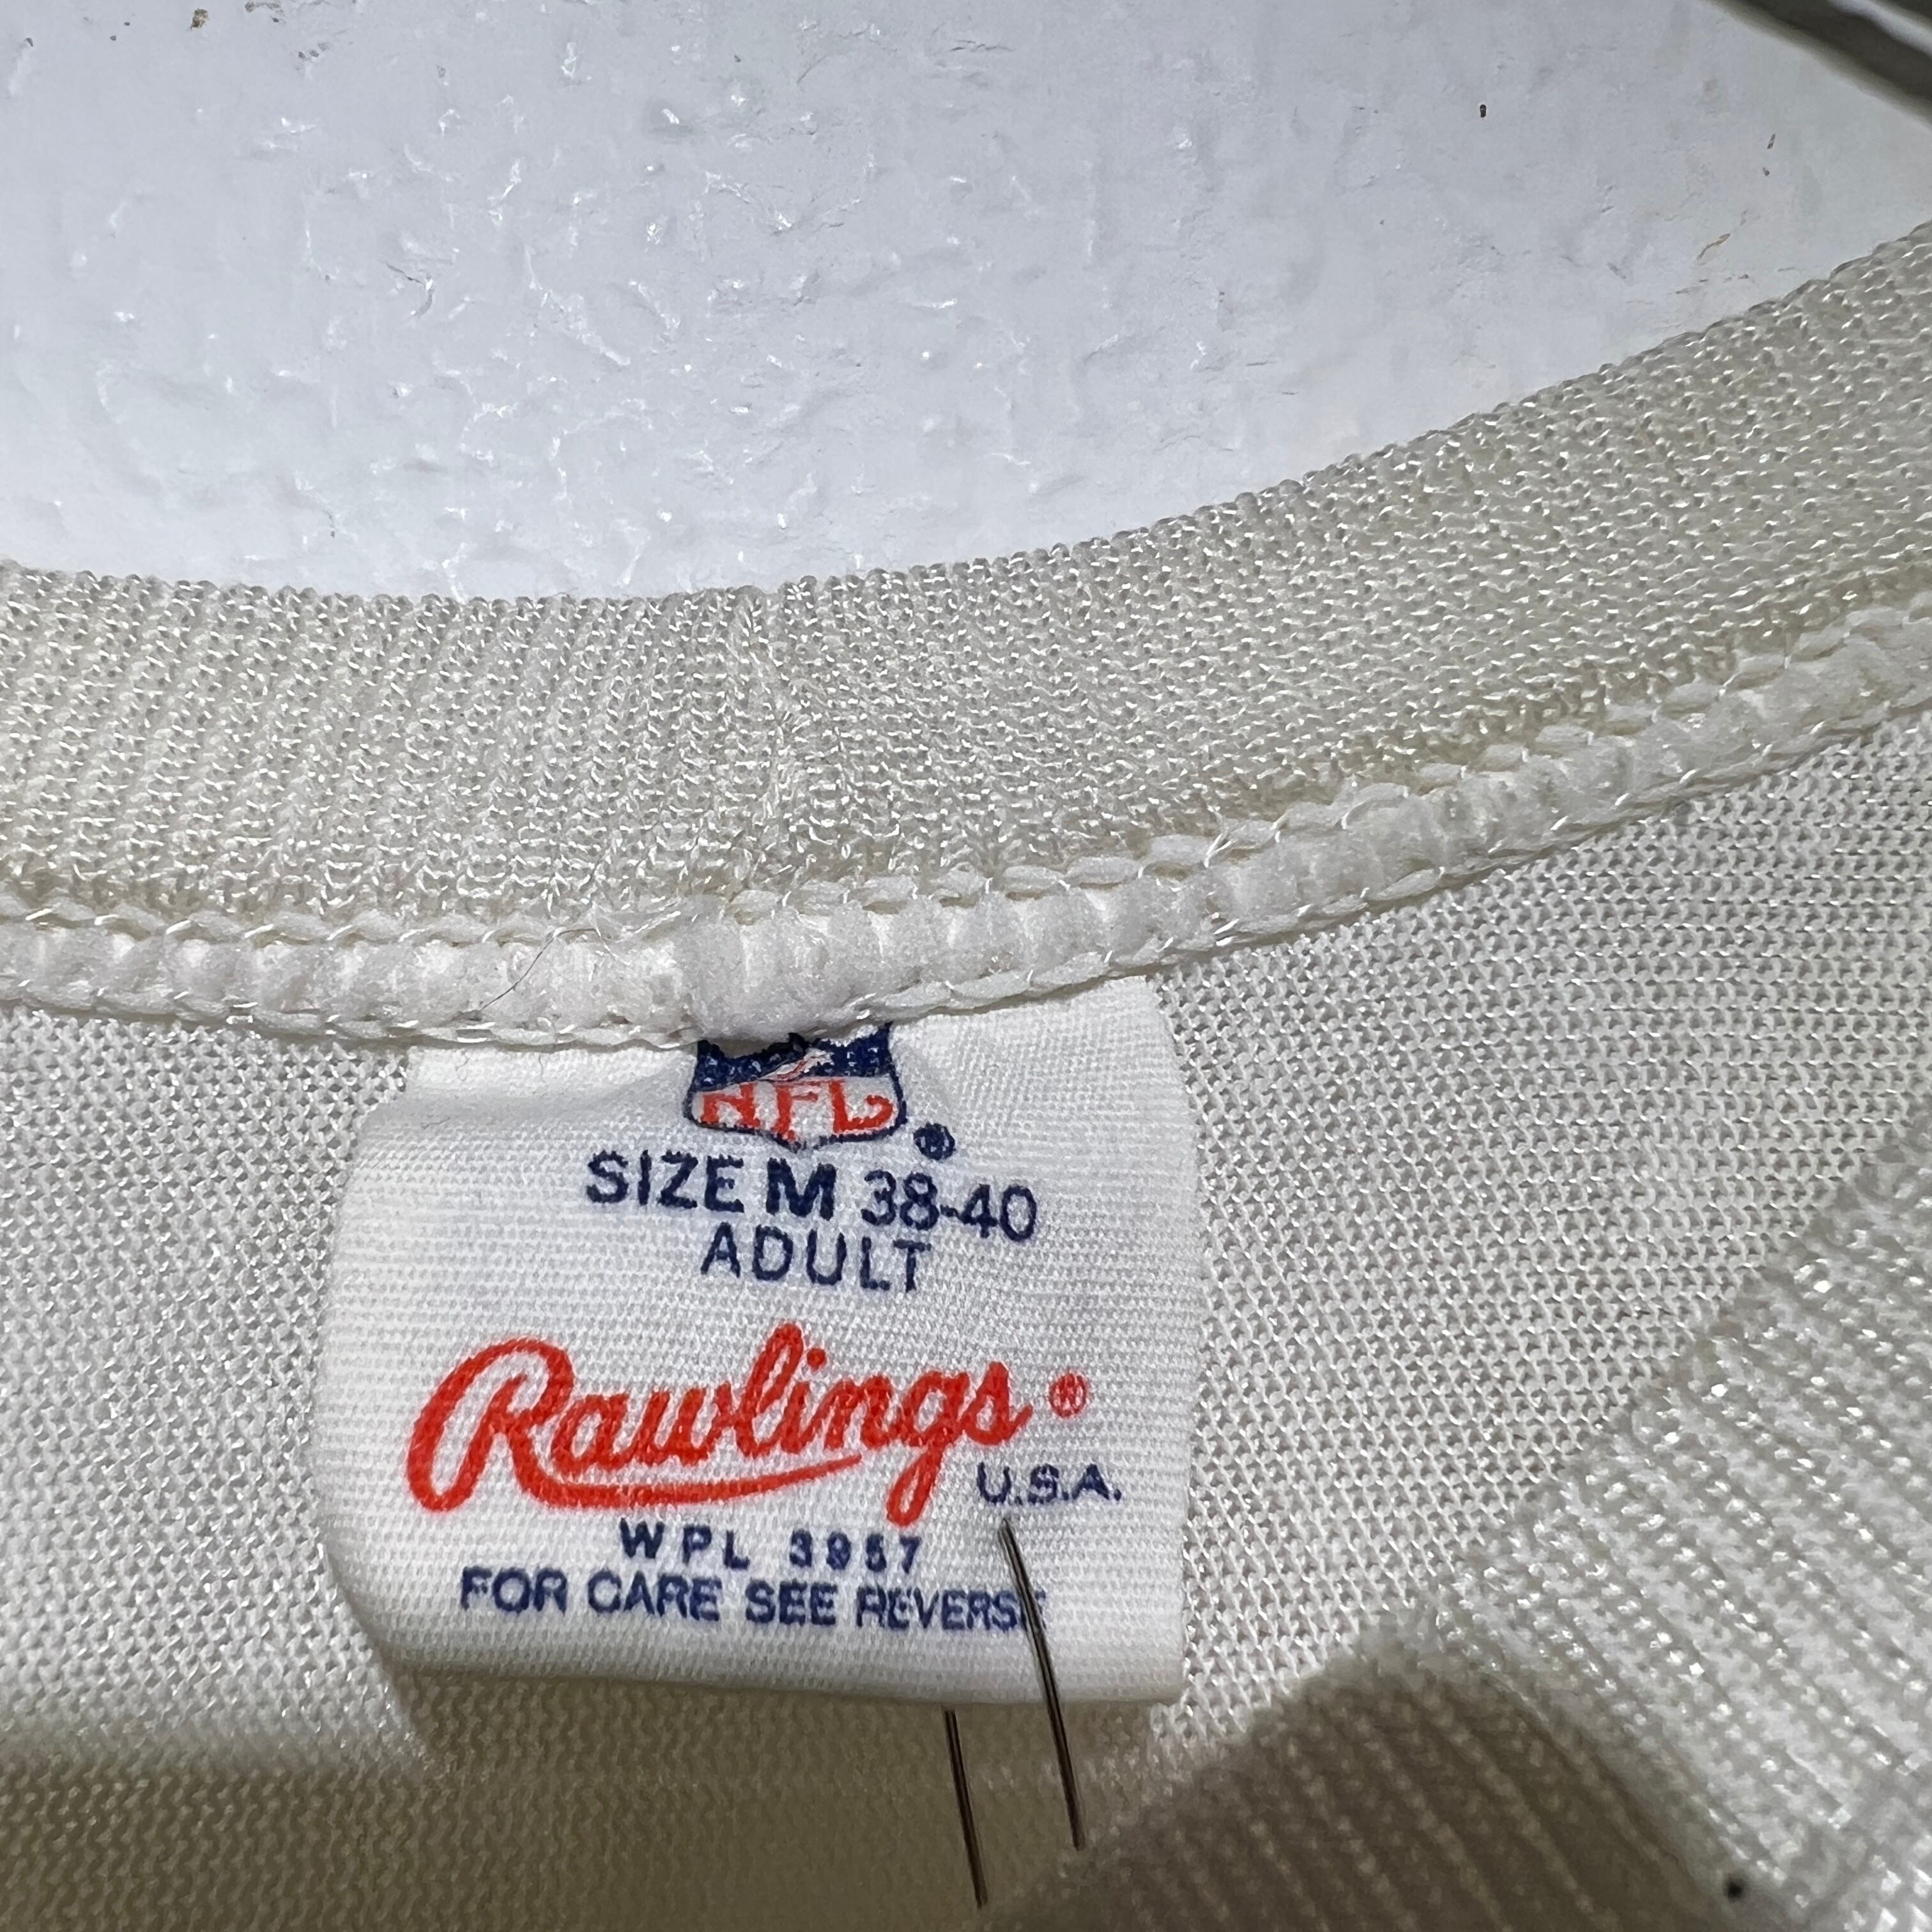 NFL ®
SIZE M 38-40
ADULT
Rawlings ®
U.S.A.
WPL 3957
FOR CARE SEE REVERSE